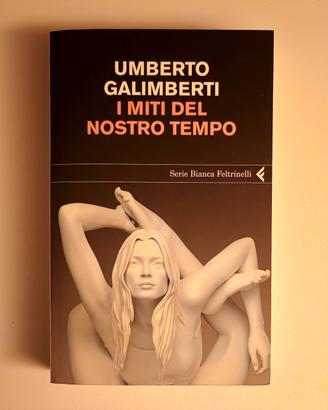 UMBERTO
GALIMBERTI
I MITI DEL
NOSTRO TEMPO
Serie Bianca Feltrinelli